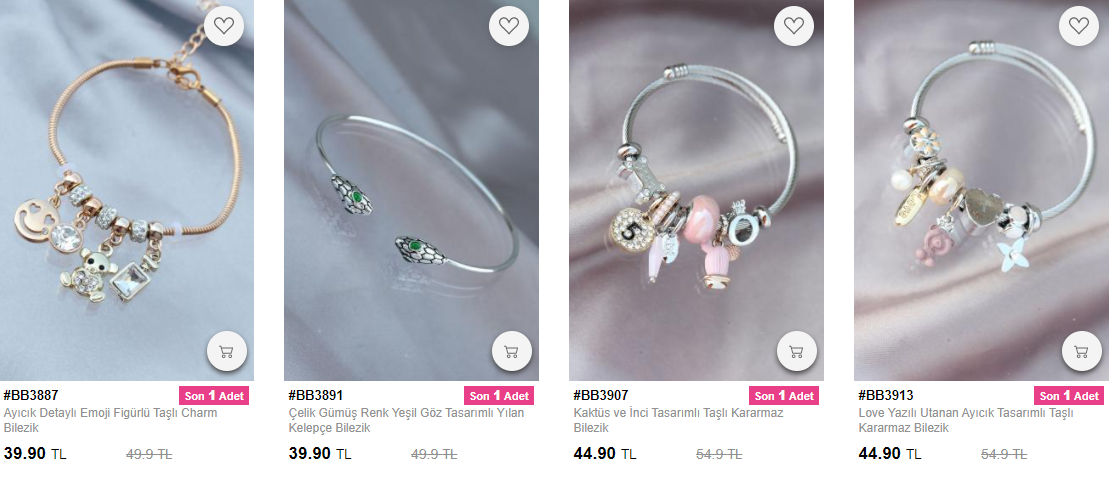 #BB3887
Son 1 Adet
Ayıcık Detaylı Emoji Figürlü Taşlı Charm
Bilezik
39.90 TL
49.9 TL
#BB3891
Son 1 Adet
Çelik Gümüş Renk Yeşil Göz Tasarımlı Yılan
Kelepçe Bilezik
39.90 TL
49.9 TL
#BB3907
Son 1 Adet
Kaktüs ve İnci Tasarımlı Taşlı Kararmaz
Bilezik
44.90 TL
54.9 TL
#BB3913
Son 1 Adet
Love Yazılı Utanan Ayıcık Tasarımlı Taşlı
Kararmaz Bilezik
44.90 TL
54.9 TL